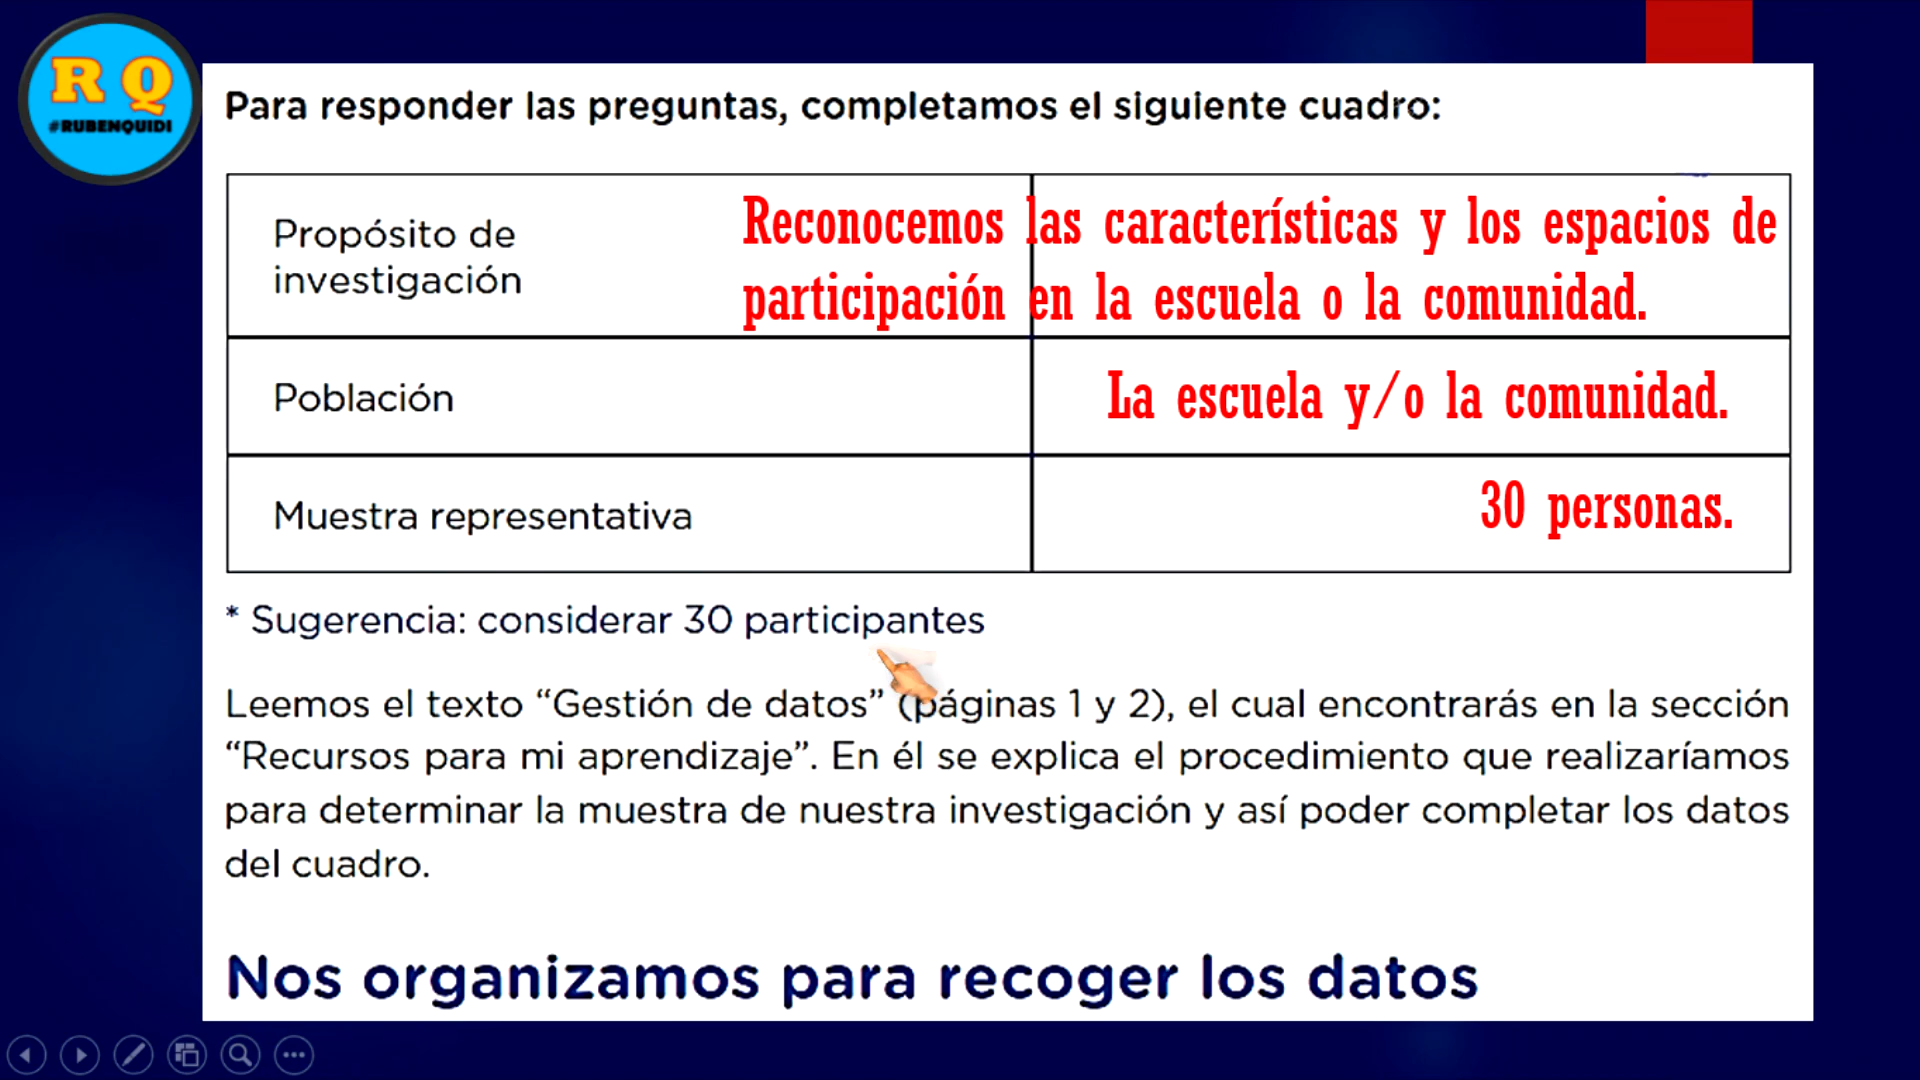 R Q
#RUBENQUIDI
Para responder las preguntas, completamos el siguiente cuadro:
Propósito de
investigación
Reconocemos las características y los espacios de
participación en la escuela o la comunidad.
Población
La escuela y/o la comunidad.
Muestra representativa
30 personas.
* Sugerencia: considerar 30 participantes
Leemos el texto “Gestión de datos” (páginas 1 y 2), el cual encontrarás en la sección
“Recursos para mi aprendizaje”. En él se explica el procedimiento que realizaríamos
para determinar la muestra de nuestra investigación y así poder completar los datos
del cuadro.
Nos organizamos para recoger los datos